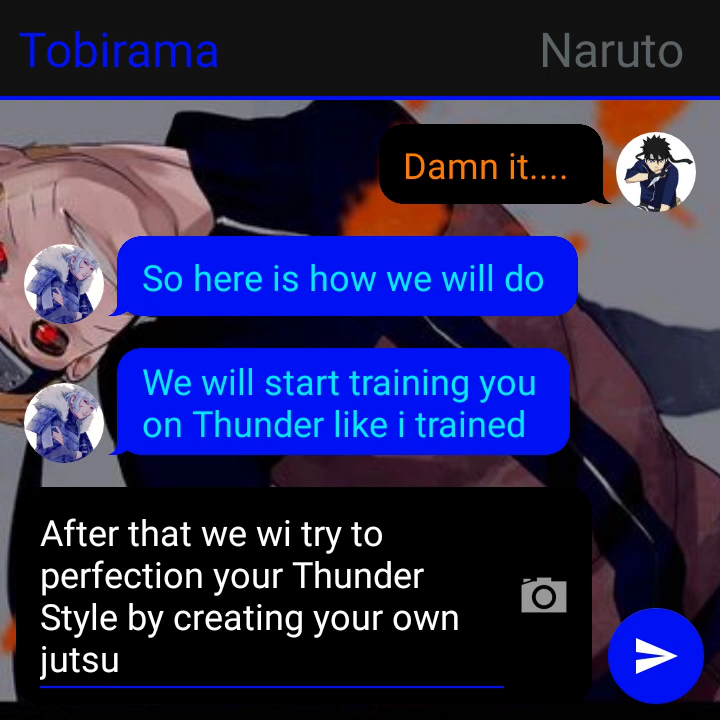 Tobirama
Naruto
Damn it....
So here is how we will do
We will start training you
on Thunder like i trained
After that we wi try to
perfection your Thunder
Style by creating your own
jutsu